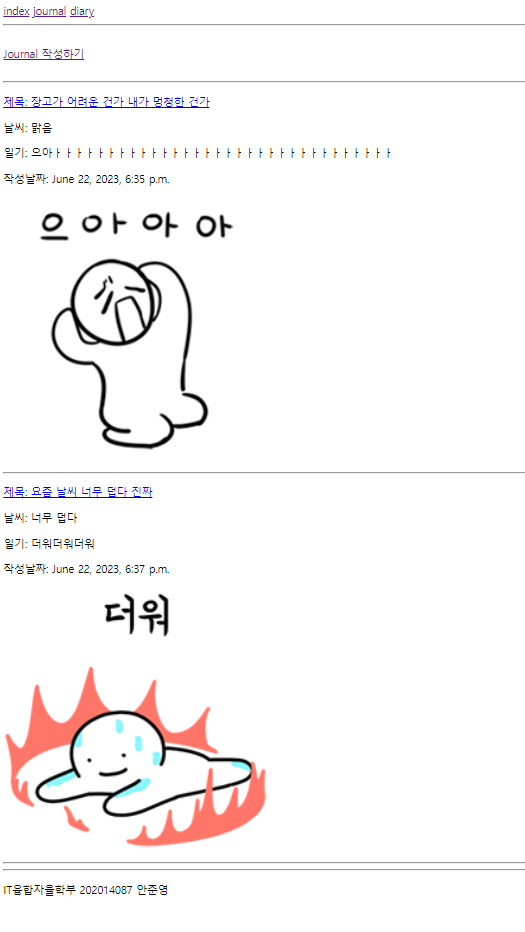 index journal diary
Journal 작성하기
제목: 장고가 어려운 건가 내가 멍청한 건가
날씨: 맑음
일기: 으아ㅏㅏㅏㅏㅏㅏㅏㅏㅏㅏㅏㅏㅏㅏㅏㅏㅏㅏㅏㅏㅏㅏㅏㅏㅏㅏㅏㅏㅏㅏㅏㅏ
작성날짜: June 22, 2023, 6:35 p.m.
으 아 아 아
제목: 요즘 날씨 너무 덥다 진짜
날씨: 너무 덥다
일기: 더워더워더워
작성날짜: June 22, 2023, 6:37 p.m.
더워
IT융합자율학부 202014087 안준영